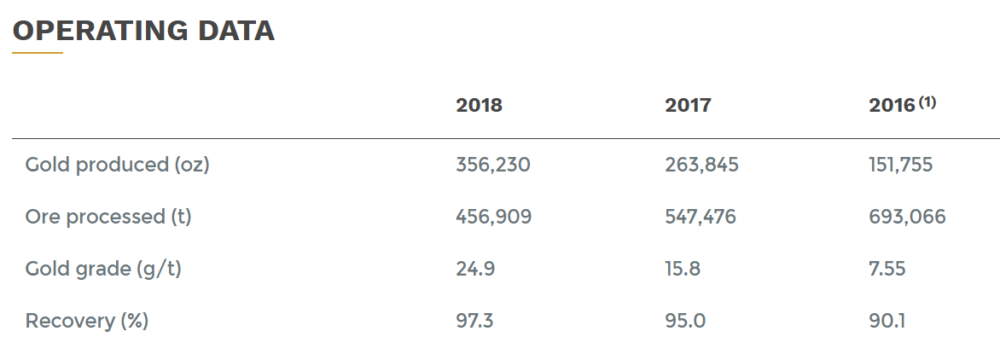 OPERATING DATA
2018 2017 2016 (1)
Gold produced (oz) 356,230 263,845 151,755
Ore processed (t) 456,909 547,476 693,066
Gold grade (g/t) 24.9 15.8 7.55
Recovery (%) 97.3 95.0 90.1